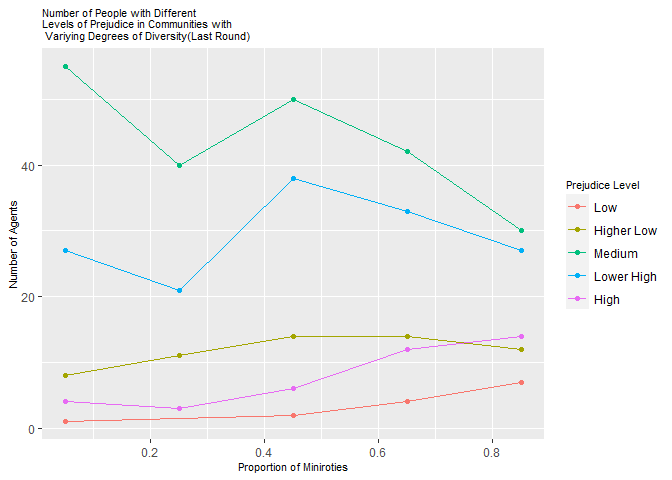 Number of People with Different
Levels of Prejudice in Communities with
Variying Degrees of Diversity(Last Round)
40
20
0
Number of Agents
0.2 0.4 0.6 0.8
Proportion of Miniroties
Prejudice Level
Low
Higher Low
Medium
Lower High
High